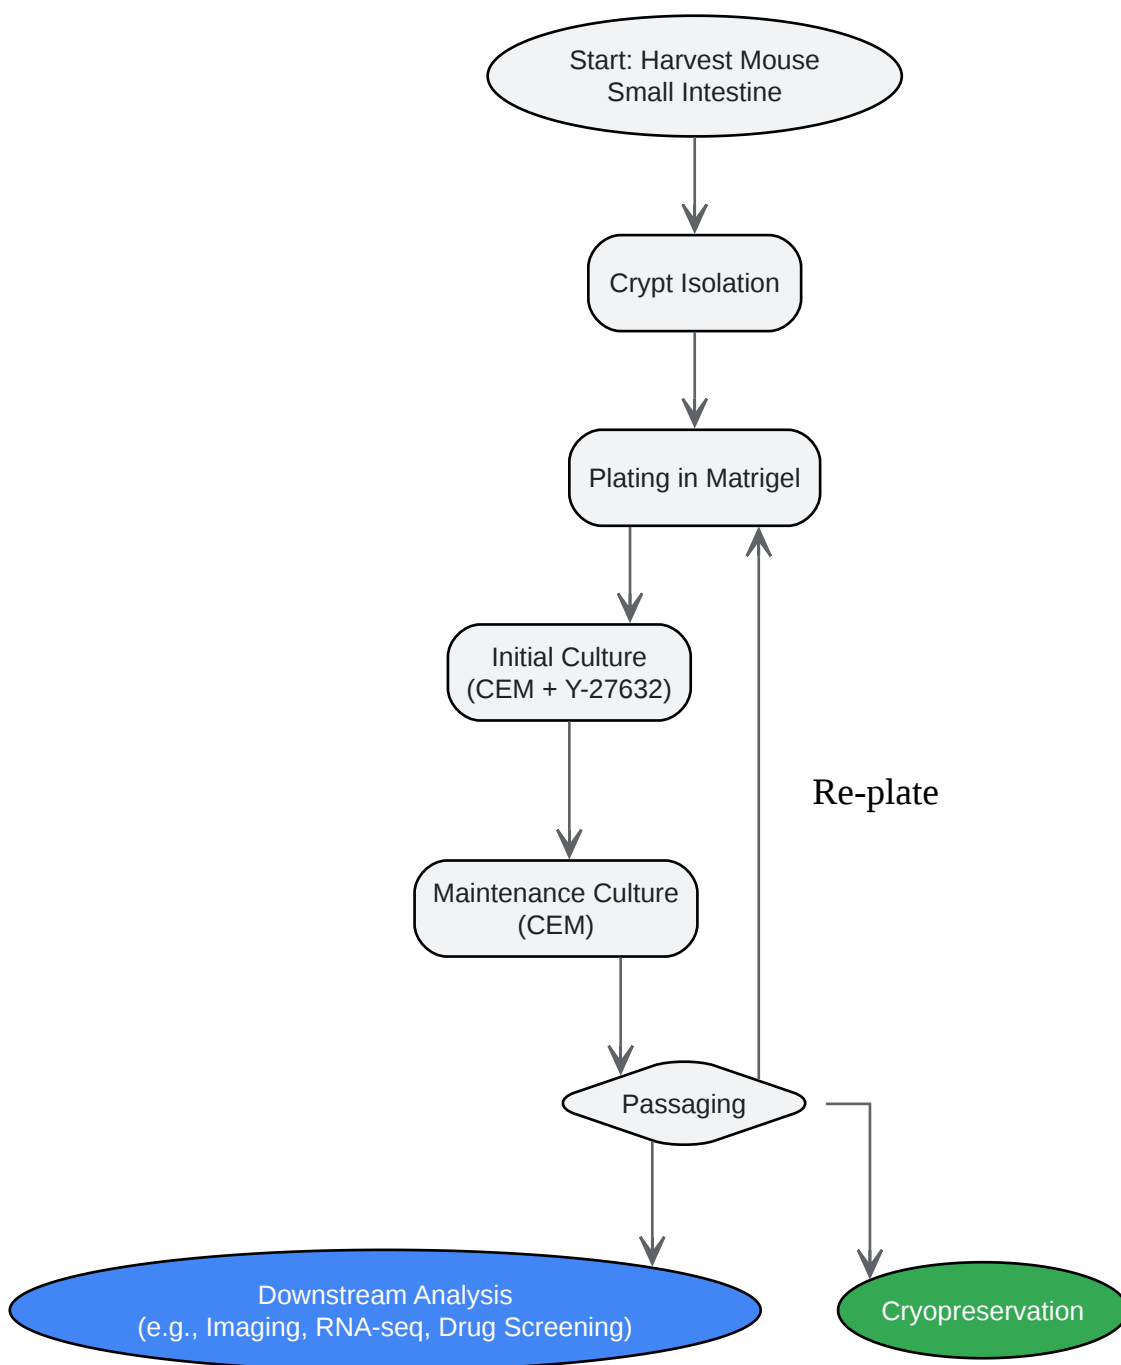 Start: Harvest Mouse
Small Intestine
Crypt Isolation
Plating in Matrigel
Initial Culture
(CEM + Y-27632)
Re-plate
Maintenance Culture
(CEM)
Passaging
Downstream Analysis
(e.g., Imaging, RNA-seq, Drug Screening)
Cryopreservation